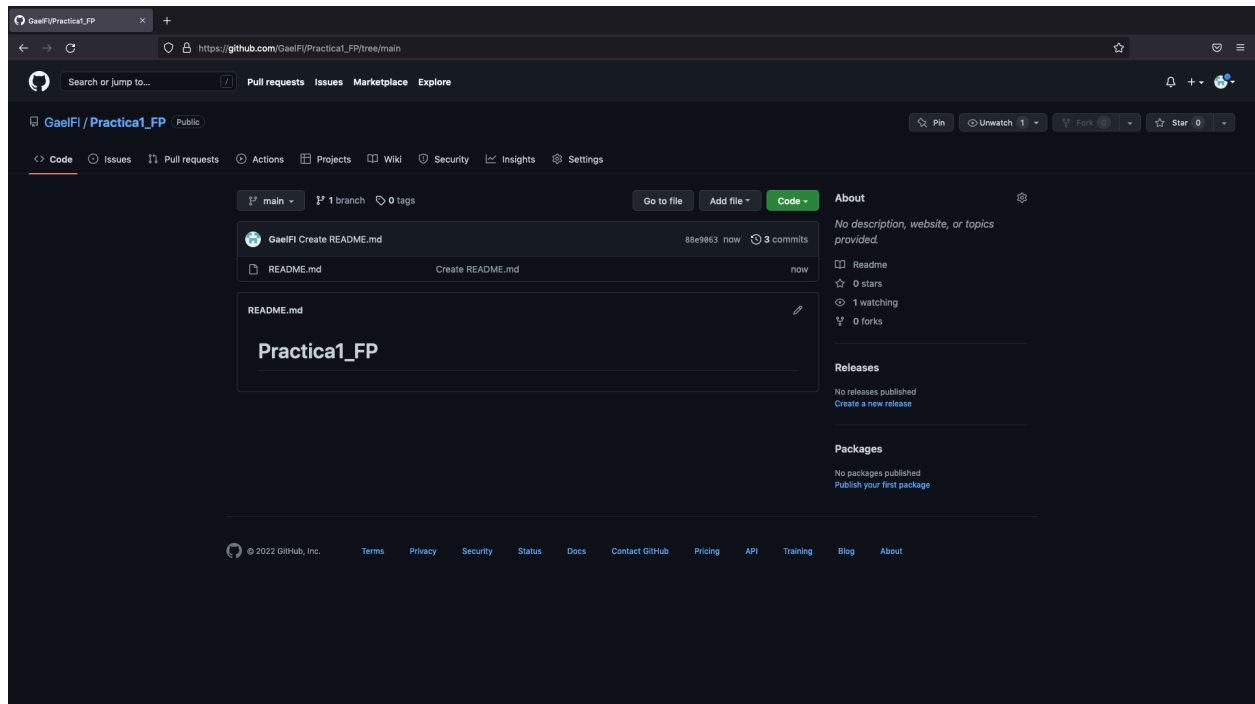 GaelFI/Practica1_FP
https://github.com/GaelFI/Practica1_FP/tree/main
Search or jump to... / Pull requests Issues Marketplace Explore
GaelFI / Practica1_FP Public
Pin Unwatch 1 Fork 0 Star 0
Code Issues Pull requests Actions Projects Wiki Security Insights Settings
main 1 branch 0 tags Go to file Add file Code
GaelFI Create README.md 88e9063 now 3 commits
README.md Create README.md now
README.md
Practica1_FP
About
No description, website, or topics
provided.
Readme
0 stars
1 watching
0 forks
Releases
No releases published
Create a new release
Packages
No packages published
Publish your first package
© 2022 GitHub, Inc. Terms Privacy Security Status Docs Contact GitHub Pricing API Training Blog About